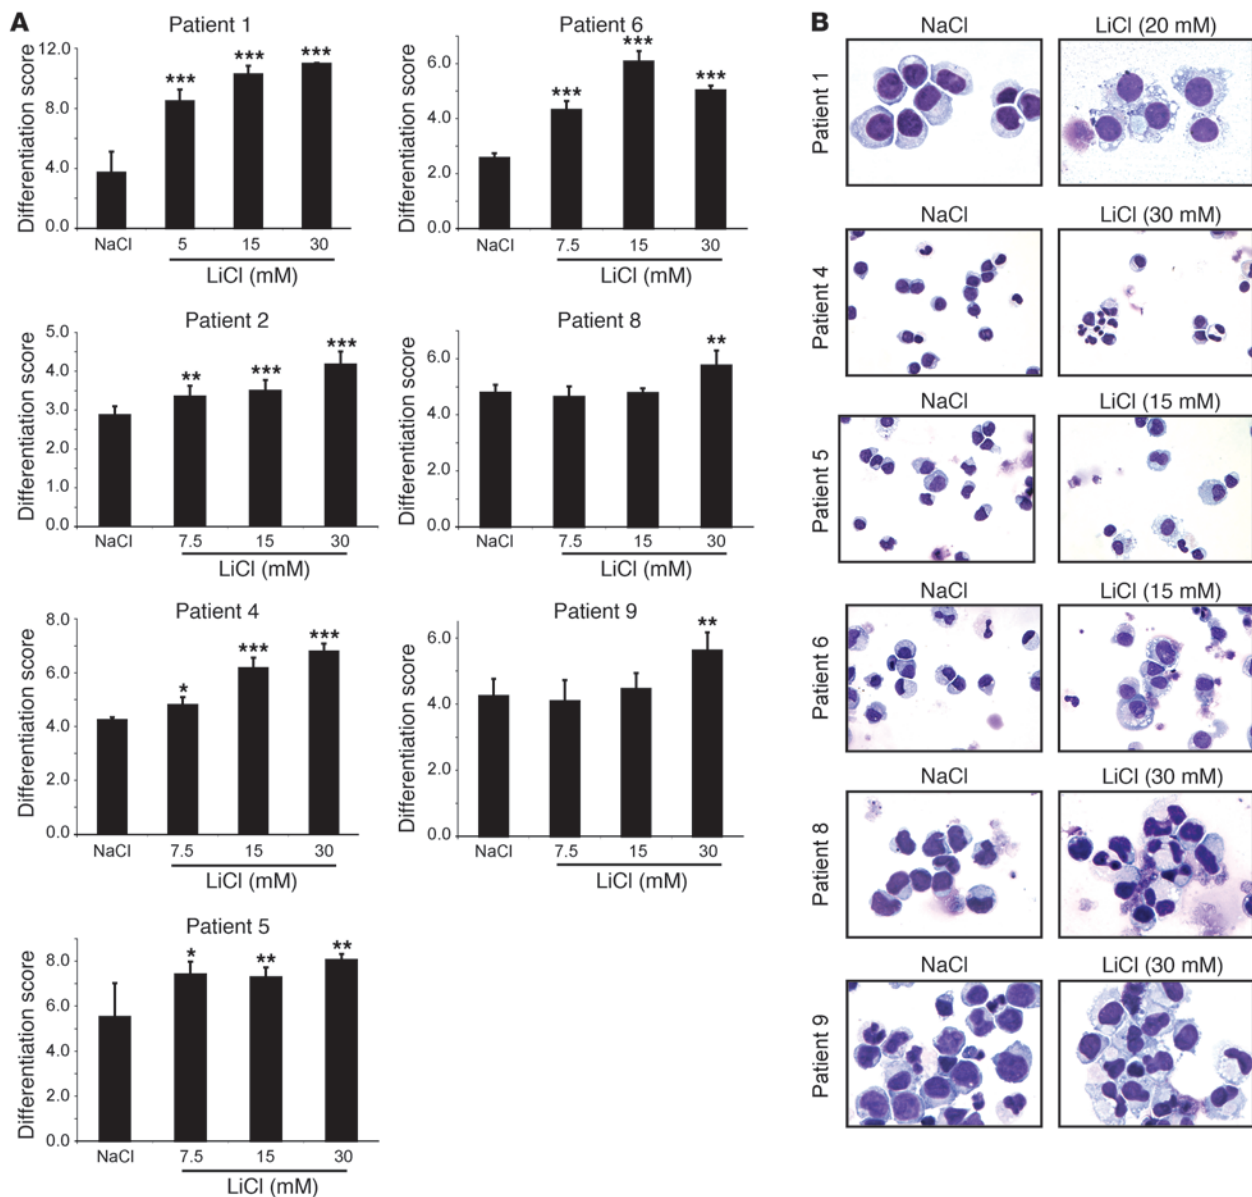 A
Patient 1
Differentiation score
12.0
8.0
4.0
0.0
***
***
***
NaCl
5
15
30
LiCl (mM)
Patient 6
Differentiation score
6.0
4.0
2.0
0.0
***
***
***
NaCl
7.5
15
30
LiCl (mM)
Patient 2
Differentiation score
5.0
4.0
3.0
2.0
1.0
0.0
**
***
***
NaCl
7.5
15
30
LiCl (mM)
Patient 8
Differentiation score
6.0
4.0
2.0
0.0
**
NaCl
7.5
15
30
LiCl (mM)
Patient 4
Differentiation score
8.0
6.0
4.0
2.0
0.0
*
***
***
NaCl
7.5
15
30
LiCl (mM)
Patient 9
Differentiation score
6.0
4.0
2.0
0.0
**
NaCl
7.5
15
30
LiCl (mM)
Patient 5
Differentiation score
8.0
6.0
4.0
2.0
0.0
*
**
**
NaCl
7.5
15
30
LiCl (mM)
B
NaCl
LiCl (20 mM)
Patient 1
NaCl
LiCl (30 mM)
Patient 4
NaCl
LiCl (15 mM)
Patient 5
NaCl
LiCl (15 mM)
Patient 6
NaCl
LiCl (30 mM)
Patient 8
NaCl
LiCl (30 mM)
Patient 9